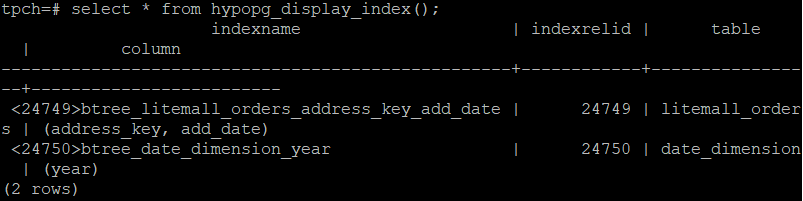 tpch=# select * from hypopg_display_index();
indexname | indexrelid | table
| column
---------------------------------------------------+------------+---------------
--+-------------------------
<24749>btree_litemall_orders_address_key_add_date | 24749 | litemall_order
s | (address_key, add_date)
<24750>btree_date_dimension_year | 24750 | date_dimension
| (year)
(2 rows)